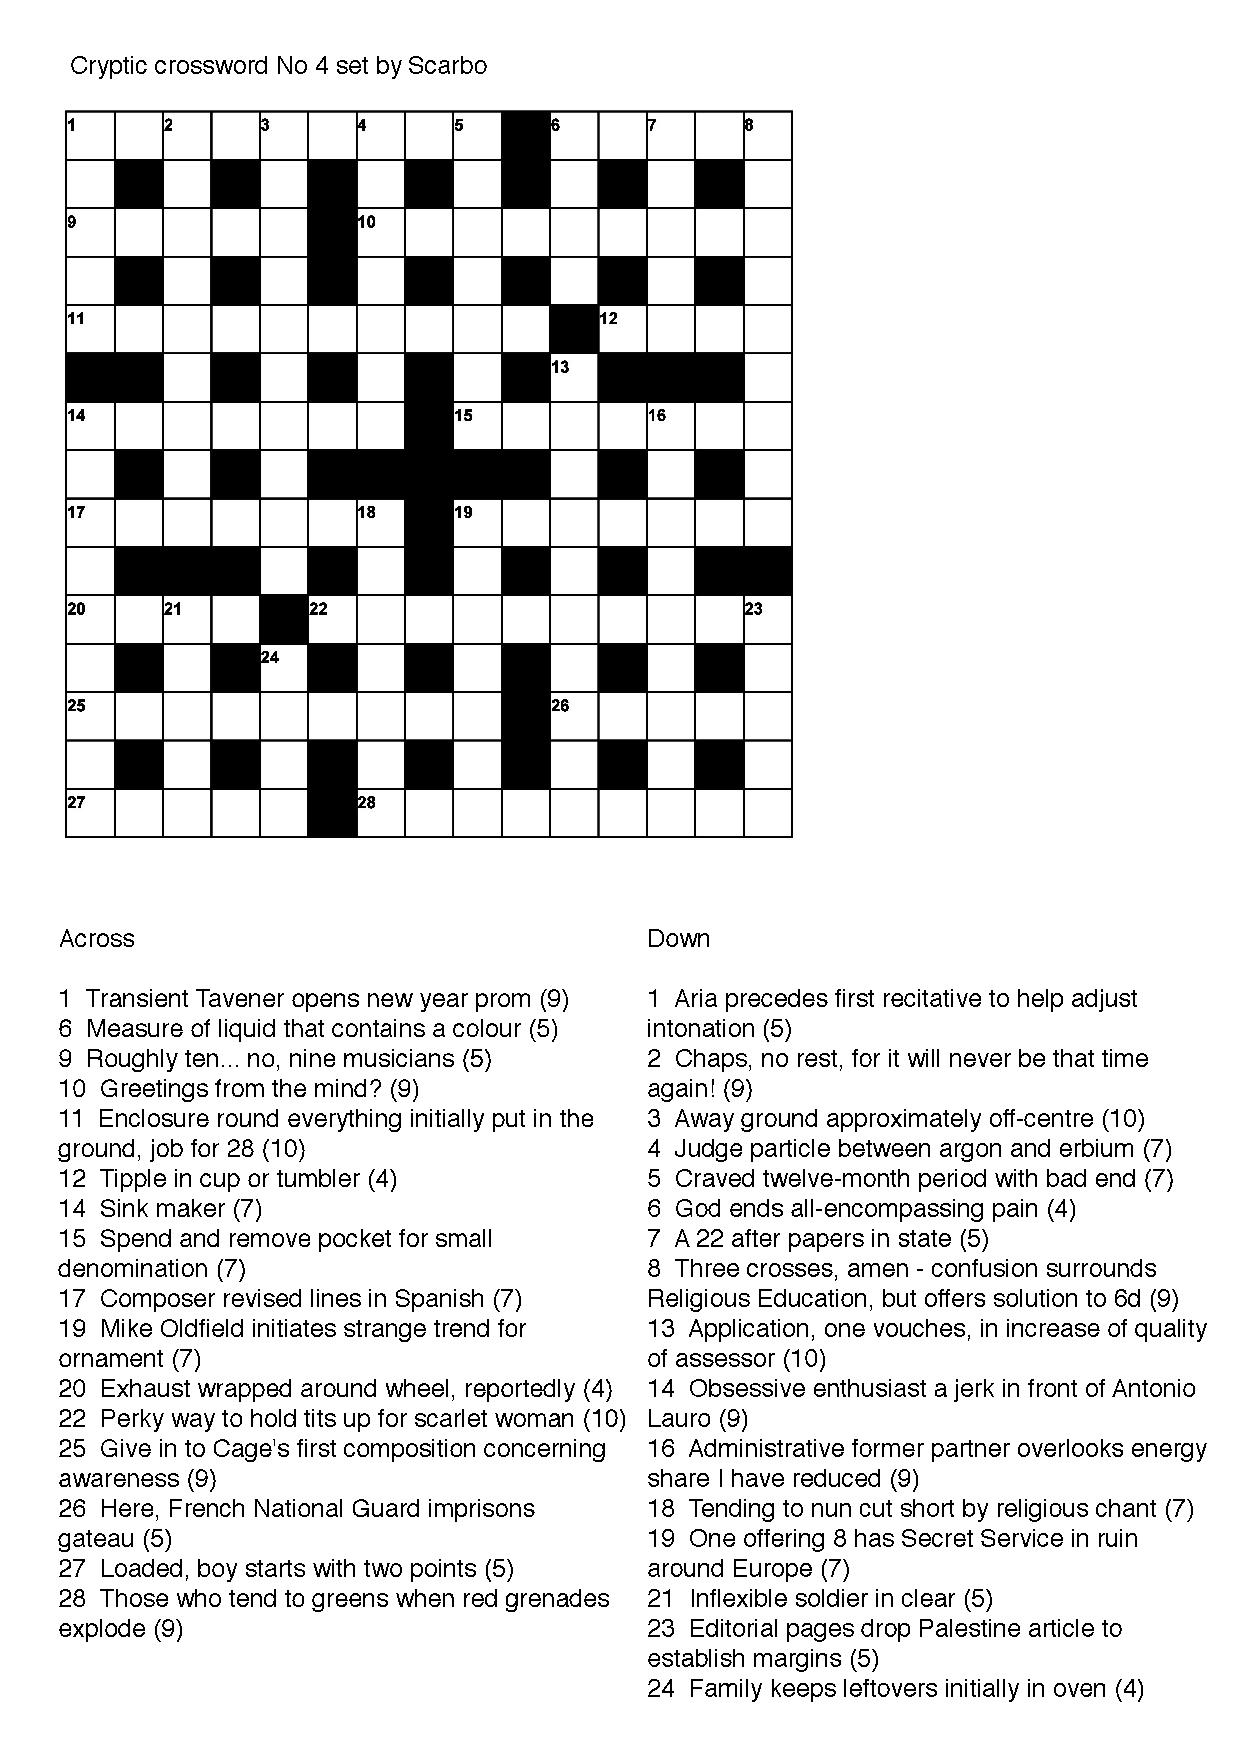 Cryptic crossword No 4 set by Scarbo
1 2 3 4 5 6 7 8
9 10
11 12
13
14 15 16
17 18 19
20 21 22 23
24
25 26
27 28
Across
1 Transient Tavener opens new year prom (9)
6 Measure of liquid that contains a colour (5)
9 Roughly ten... no, nine musicians (5)
10 Greetings from the mind? (9)
11 Enclosure round everything initially put in the
ground, job for 28 (10)
12 Tipple in cup or tumbler (4)
14 Sink maker (7)
15 Spend and remove pocket for small
denomination (7)
17 Composer revised lines in Spanish (7)
19 Mike Oldfield initiates strange trend for
ornament (7)
20 Exhaust wrapped around wheel, reportedly (4)
22 Perky way to hold tits up for scarlet woman (10)
25 Give in to Cage's first composition concerning
awareness (9)
26 Here, French National Guard imprisons
gateau (5)
27 Loaded, boy starts with two points (5)
28 Those who tend to greens when red grenades
explode (9)
Down
1 Aria precedes first recitative to help adjust
intonation (5)
2 Chaps, no rest, for it will never be that time
again! (9)
3 Away ground approximately off-centre (10)
4 Judge particle between argon and erbium (7)
5 Craved twelve-month period with bad end (7)
6 God ends all-encompassing pain (4)
7 A 22 after papers in state (5)
8 Three crosses, amen - confusion surrounds
Religious Education, but offers solution to 6d (9)
13 Application, one vouches, in increase of quality
of assessor (10)
14 Obsessive enthusiast a jerk in front of Antonio
Lauro (9)
16 Administrative former partner overlooks energy
share I have reduced (9)
18 Tending to nun cut short by religious chant (7)
19 One offering 8 has Secret Service in ruin
around Europe (7)
21 Inflexible soldier in clear (5)
23 Editorial pages drop Palestine article to
establish margins (5)
24 Family keeps leftovers initially in oven (4)